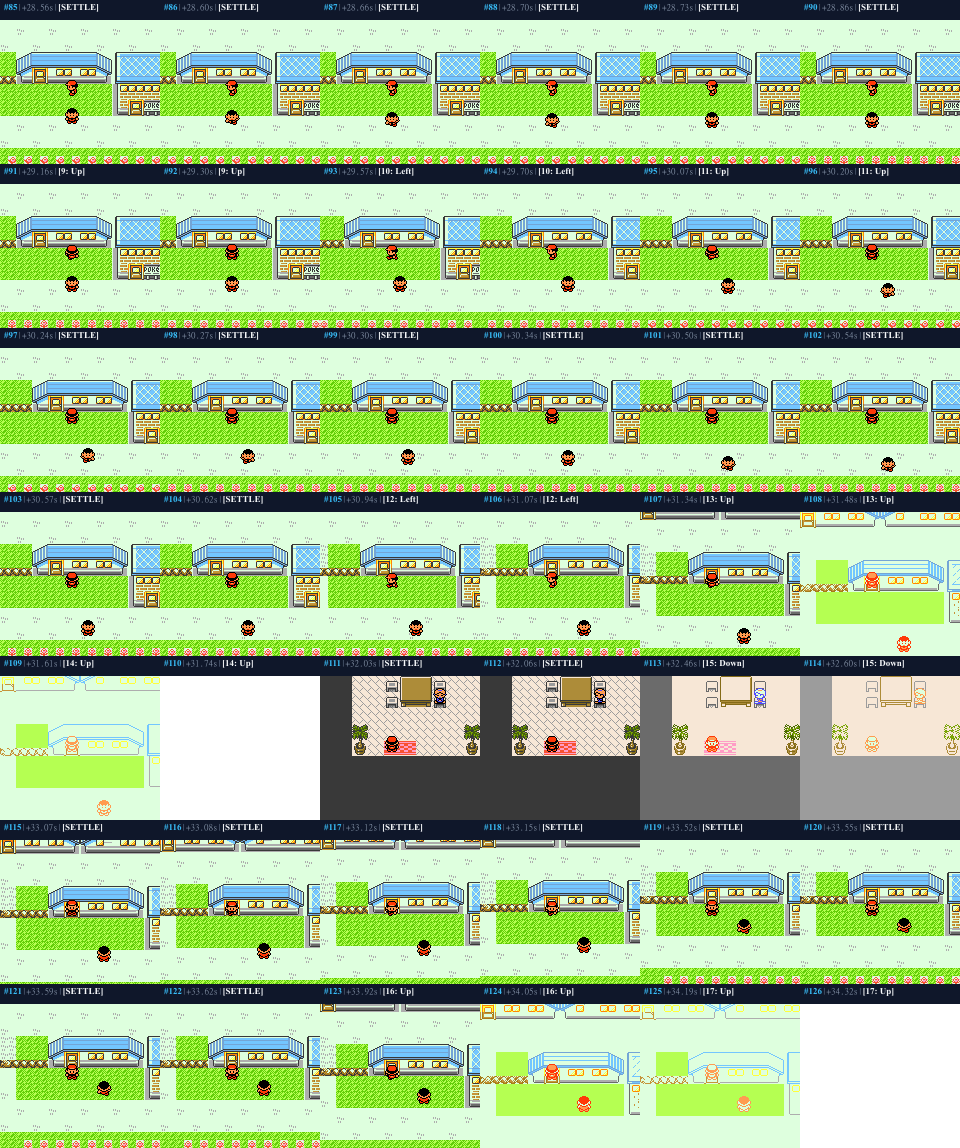 #85|+28.56s|[SETTLE] #86|+28.60s|[SETTLE] #87|+28.66s|[SETTLE] #88|+28.70s|[SETTLE] #89|+28.73s|[SETTLE] #90|+28.86s|[SETTLE]
POKE POKE POKE POKE POKE POKE
#91|+29.16s|[9: Up] #92|+29.30s|[9: Up] #93|+29.57s|[10: Left] #94|+29.70s|[10: Left] #95|+30.07s|[11: Up] #96|+30.20s|[11: Up]
POKE POKE
#97|+30.24s|[SETTLE] #98|+30.27s|[SETTLE] #99|+30.30s|[SETTLE] #100|+30.34s|[SETTLE] #101|+30.50s|[SETTLE] #102|+30.54s|[SETTLE]
#103|+30.57s|[SETTLE] #104|+30.62s|[SETTLE] #105|+30.94s|[12: Left] #106|+31.07s|[12: Left] #107|+31.34s|[13: Up] #108|+31.48s|[13: Up]
#109|+31.61s|[14: Up] #110|+31.74s|[14: Up] #111|+32.03s|[SETTLE] #112|+32.06s|[SETTLE] #113|+32.46s|[15: Down] #114|+32.60s|[15: Down]
#115|+33.07s|[SETTLE] #116|+33.08s|[SETTLE] #117|+33.12s|[SETTLE] #118|+33.15s|[SETTLE] #119|+33.52s|[SETTLE] #120|+33.55s|[SETTLE]
#121|+33.59s|[SETTLE] #122|+33.62s|[SETTLE] #123|+33.92s|[16: Up] #124|+34.05s|[16: Up] #125|+34.19s|[17: Up] #126|+34.32s|[17: Up]